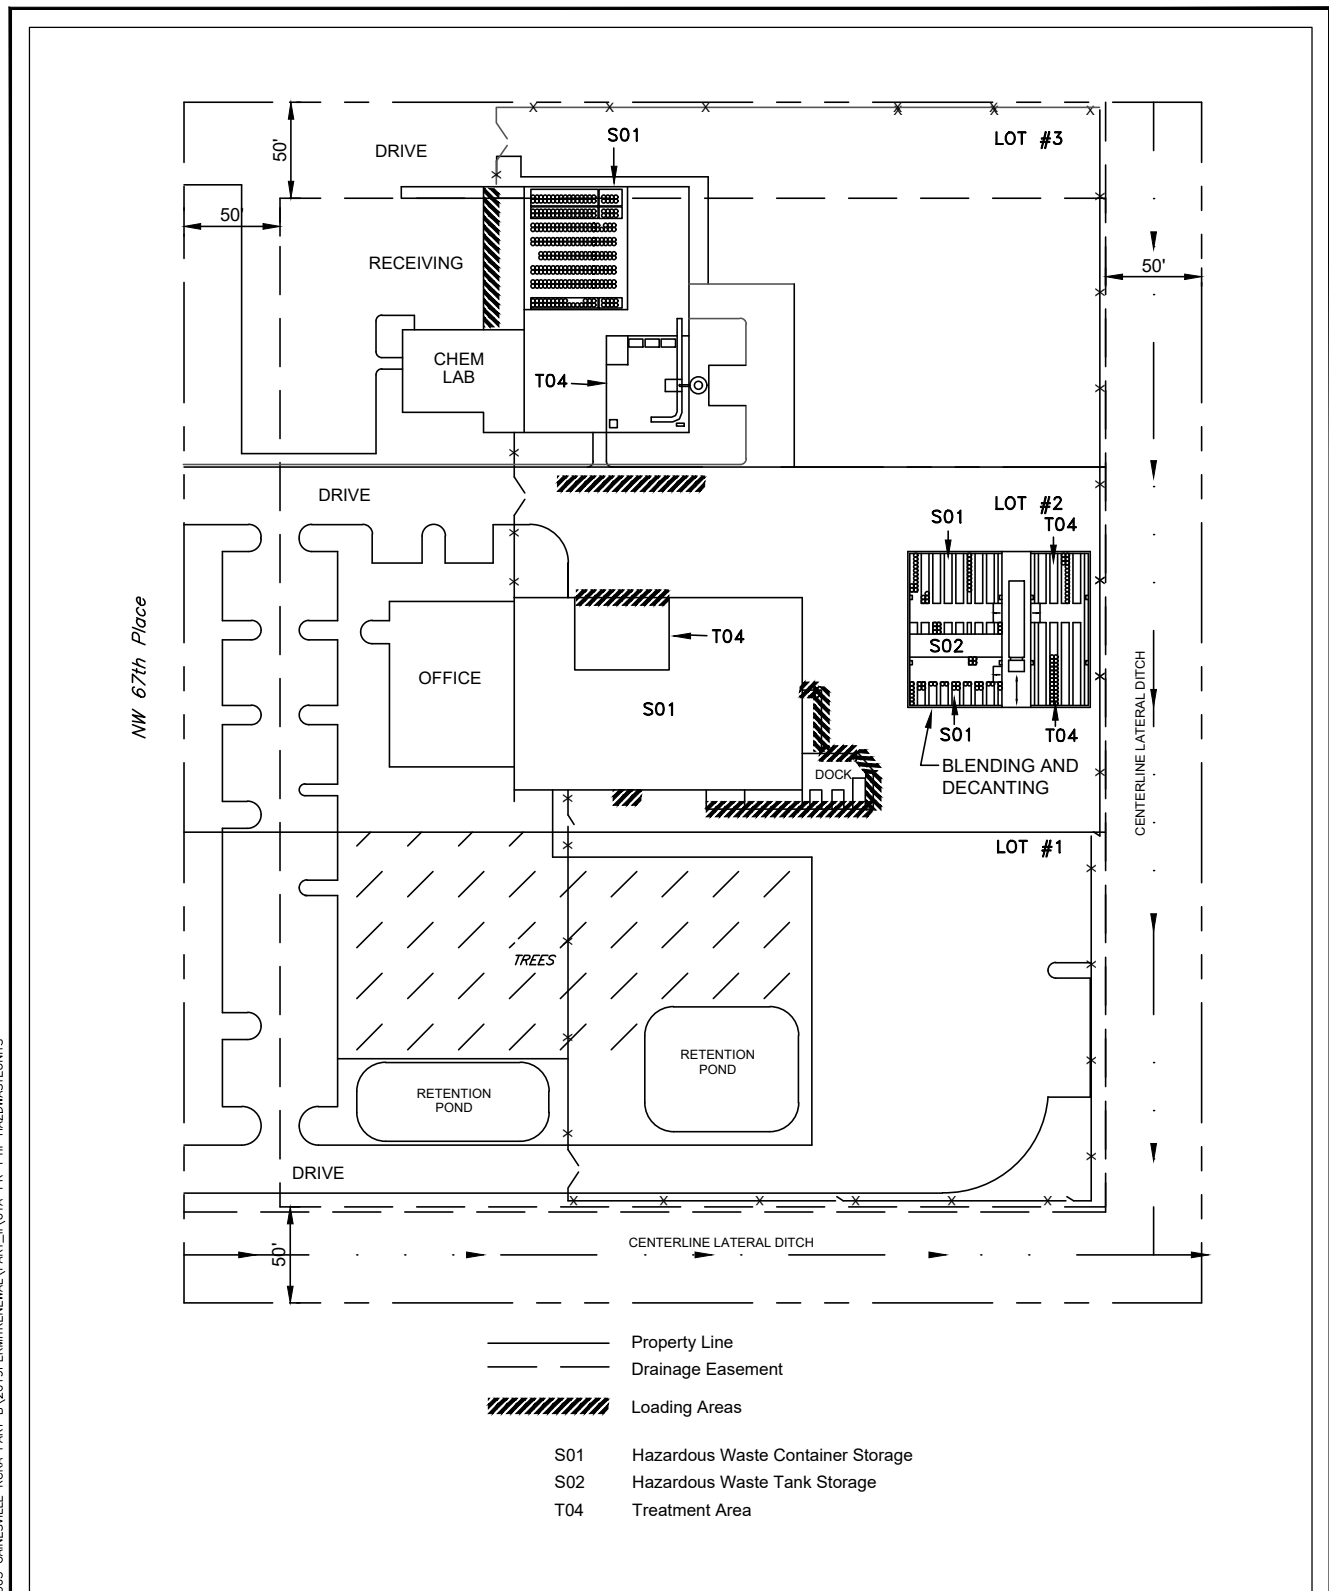 S01
LOT #3
50'
DRIVE
50'
RECEIVING
50'
CHEM
LAB
T04
DRIVE
LOT #2
S01
T04
NW 67th Place
T04
S02
OFFICE
S01
CENTERLINE LATERAL DITCH
S01
T04
DOCK
BLENDING AND
DECANTING
LOT #1
TREES
RETENTION
POND
RETENTION
POND
DRIVE
50'
CENTERLINE LATERAL DITCH
Property Line
Drainage Easement
Loading Areas
S01 Hazardous Waste Container Storage
S02 Hazardous Waste Tank Storage
T04 Treatment Area